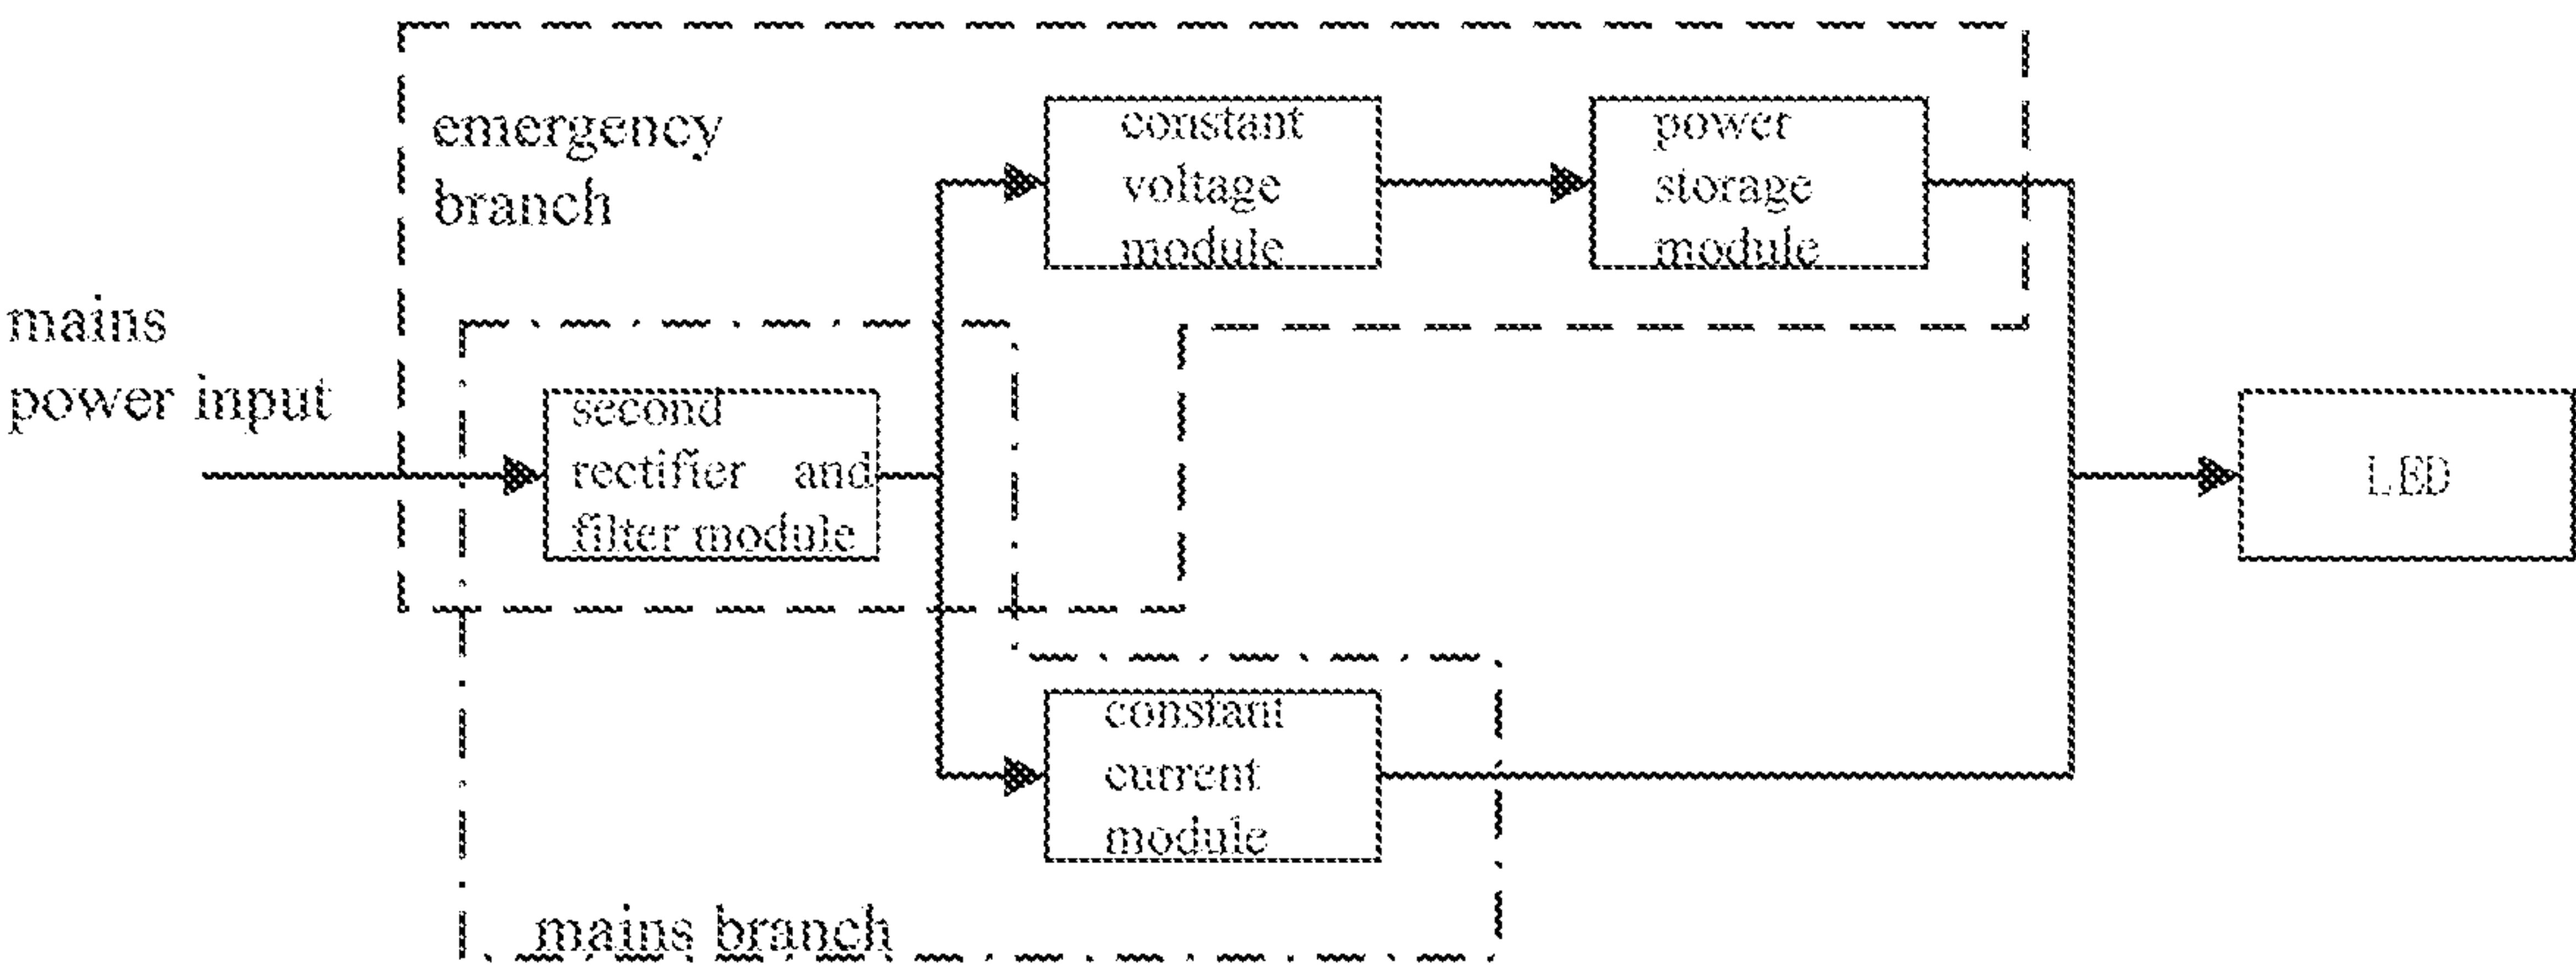 emergency
branch
constant
voltage
module
power
storage
module
mains
power input
second
rectifier and
filter module
LED
constant
current
module
mains branch